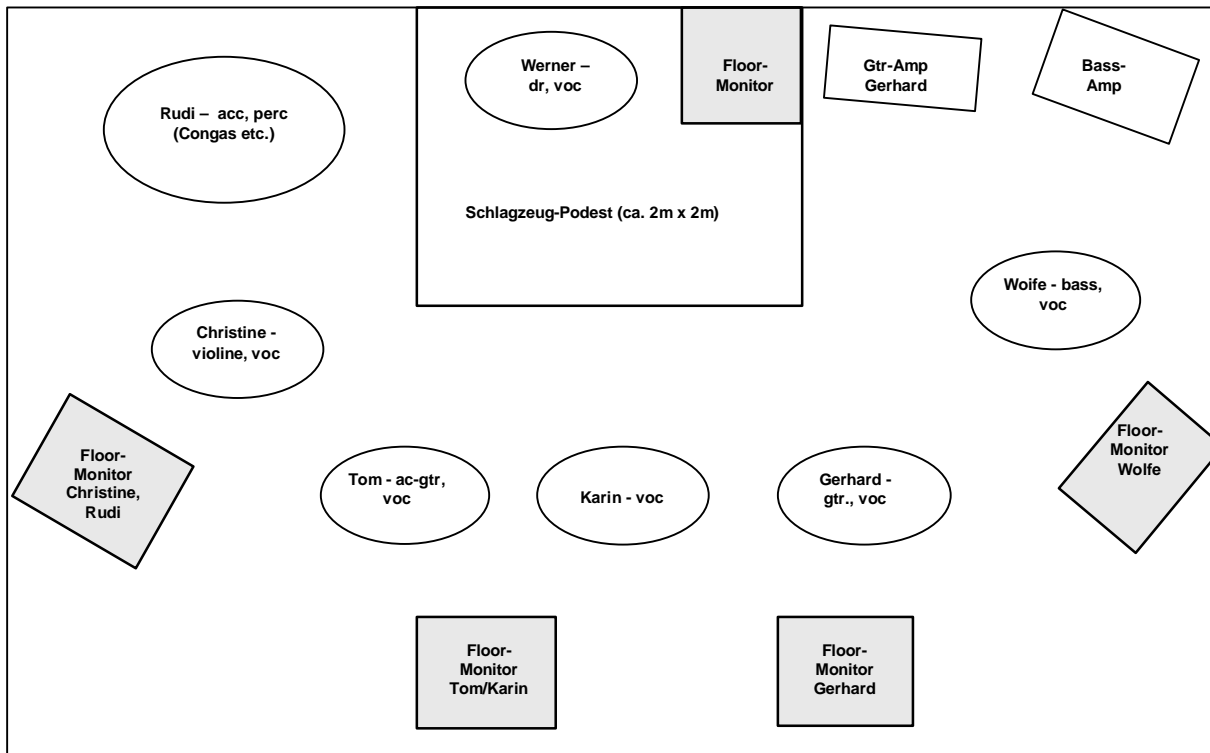 Werner –
dr, voc
Floor-
Monitor
Gtr-Amp
Gerhard
Bass-
Amp
Rudi – acc, perc
(Congas etc.)
Schlagzeug-Podest (ca. 2m x 2m)
Woife - bass,
voc
Christine -
violine, voc
Floor-
Monitor
Christine,
Rudi
Tom - ac-gtr,
voc
Karin - voc
Gerhard -
gtr., voc
Floor-
Monitor
Wolfe
Floor-
Monitor
Tom/Karin
Floor-
Monitor
Gerhard